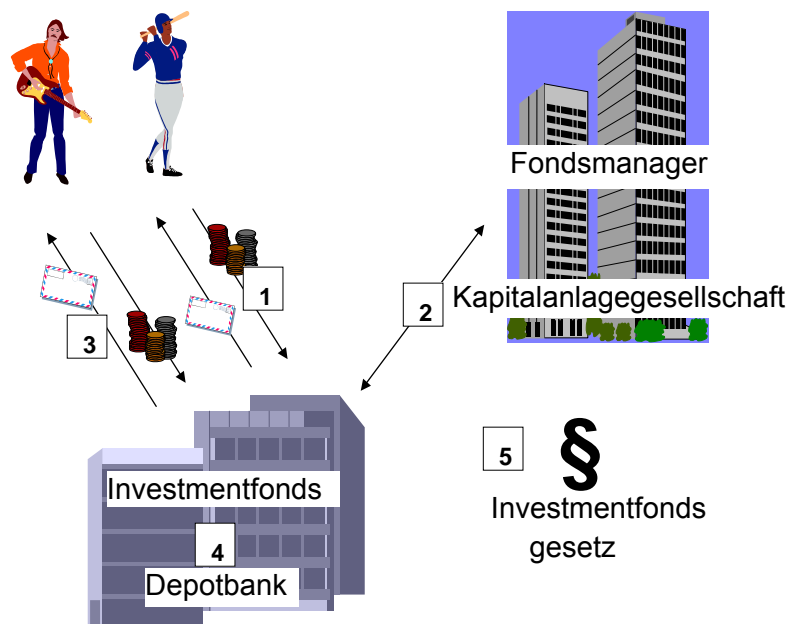 Fondsmanager
1
2
Kapitalanlagegesellschaft
3
5
§
Investmentfonds
4
Depotbank
Investmentfonds
gesetz